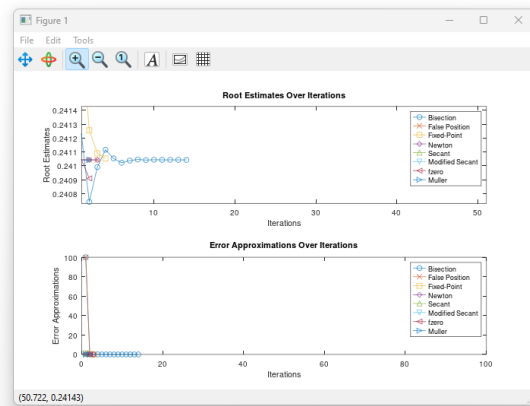 Figure 1
File Edit Tools
1 A
Root Estimates Over Iterations
Root Estimates
0.2414
0.2413
0.2412
0.2411
0.241
0.2409
0.2408
10 20 30 40 50
Iterations
Bisection
False Position
Fixed-Point
Newton
Secant
Modified Secant
fzero
Muller
Error Approximations Over Iterations
Error Approximations
100
80
60
40
20
0
0 20 40 60 80 100
Iterations
Bisection
False Position
Fixed-Point
Newton
Secant
Modified Secant
fzero
Muller
(50.722, 0.24143)